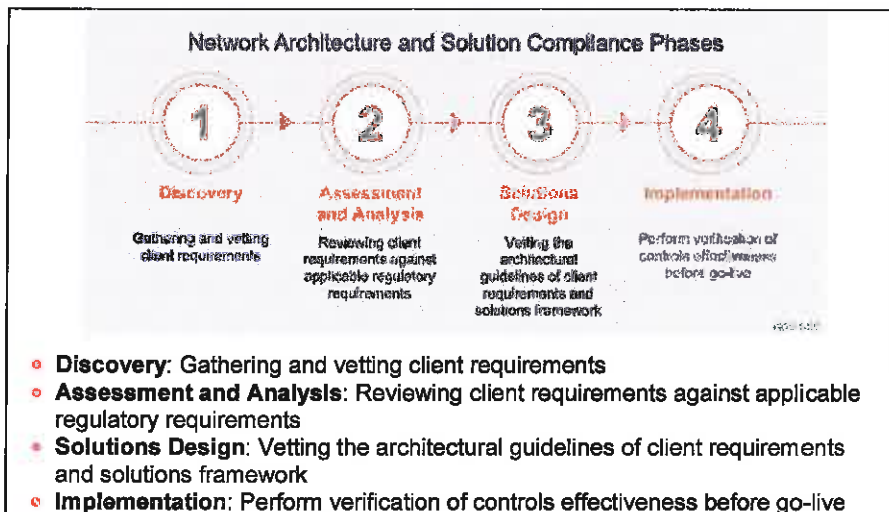 Network Architecture and Solution Compliance Phases
1 2 3 4
Discovery
Gathering and vetting
client requirements
Assessment
and Analysis
Reviewing client
requirements against
applicable regulatory
requirements
Solutions
Design
Vetting the
architectural
guidelines of client
requirements and
solutions framework
Implementation
Perform verification of
controls effectiveness
before go-live
Discovery: Gathering and vetting client requirements
Assessment and Analysis: Reviewing client requirements against applicable
regulatory requirements
Solutions Design: Vetting the architectural guidelines of client requirements
and solutions framework
Implementation: Perform verification of controls effectiveness before go-live